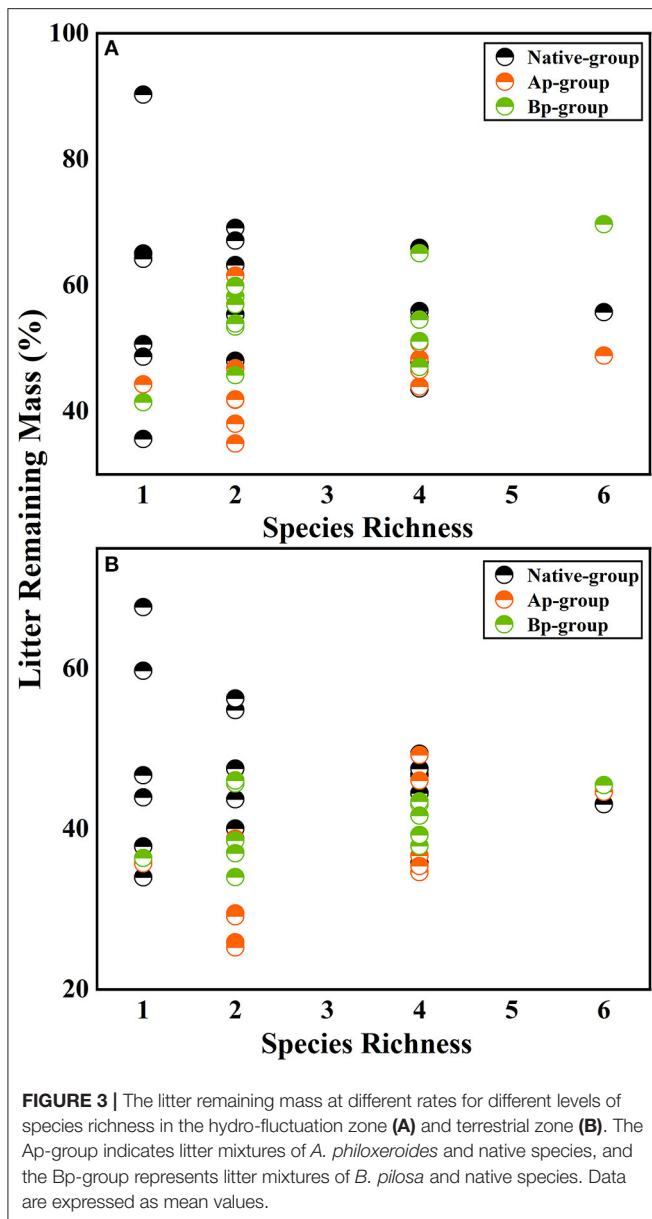 A
Native-group
Ap-group
Bp-group
100
80
60
40
1 2 3 4 5 6
Species Richness
Litter Remaining Mass (%)
B
Native-group
Ap-group
Bp-group
60
40
20
1 2 3 4 5 6
Species Richness
FIGURE 3 | The litter remaining mass at different rates for different levels of
species richness in the hydro-fluctuation zone (A) and terrestrial zone (B). The
Ap-group indicates litter mixtures of A. philoxeroides and native species, and
the Bp-group represents litter mixtures of B. pilosa and native species. Data
are expressed as mean values.